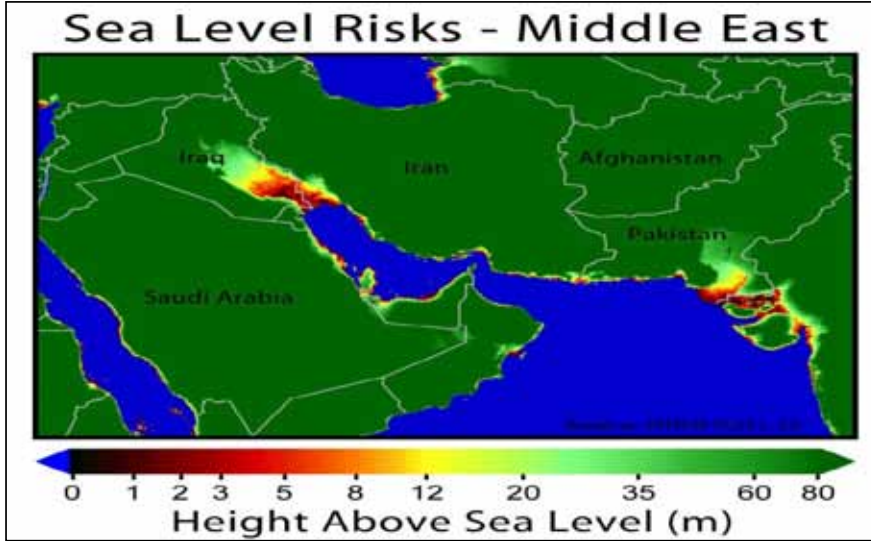 Sea Level Risks - Middle East
Iraq
Iran
Afghanistan
Pakistan
Saudi Arabia
0 1 2 3 5 8 12 20 35 60 80
Height Above Sea Level (m)